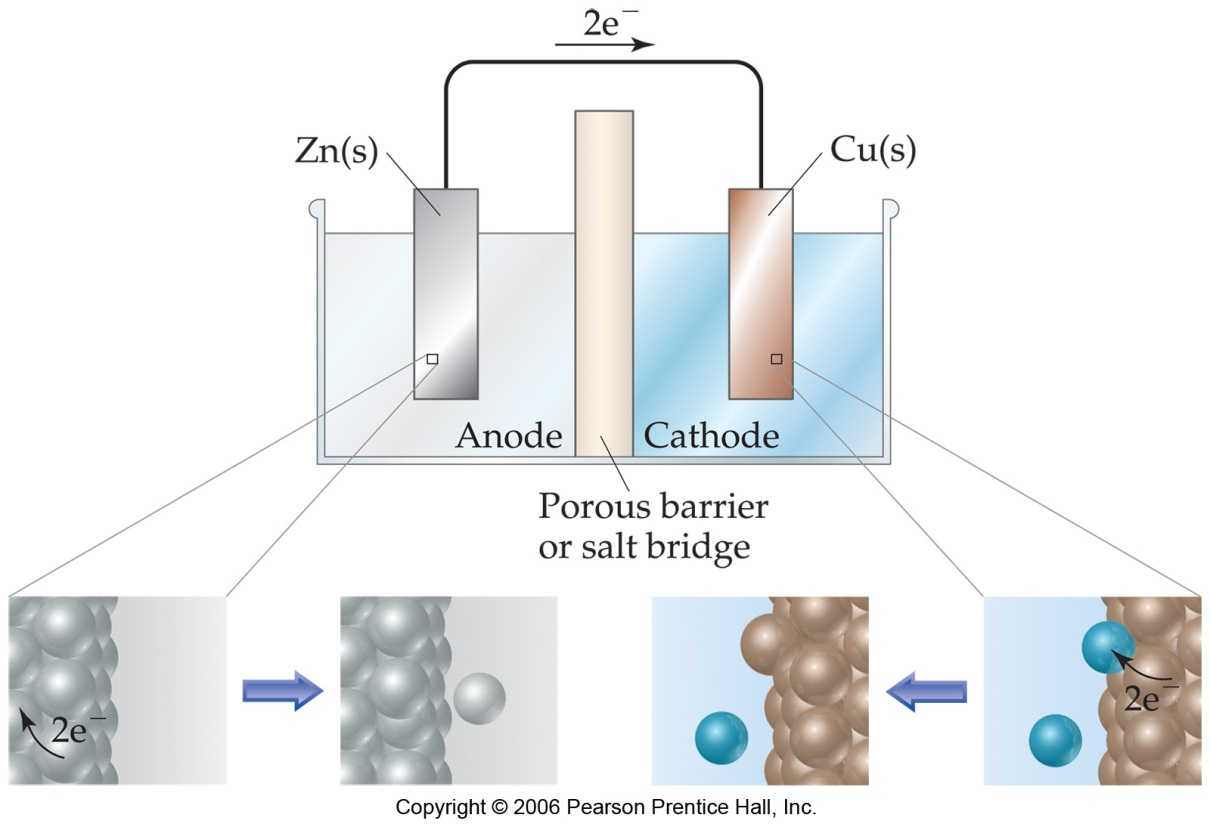 2e⁻
Zn(s)
Cu(s)
Anode
Cathode
Porous barrier
or salt bridge
2e⁻
2e⁻
Copyright © 2006 Pearson Prentice Hall, Inc.